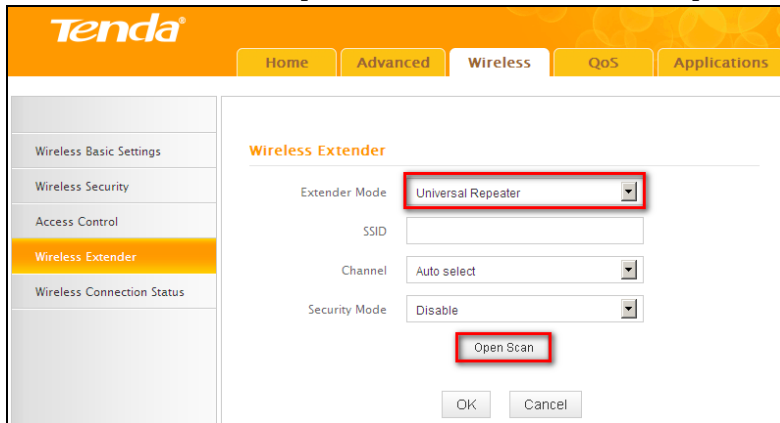 Tenda®
Home Advanced Wireless QoS Applications
Wireless Basic Settings
Wireless Security
Access Control
Wireless Extender
Wireless Connection Status
Wireless Extender
Extender Mode Universal Repeater
SSID
Channel Auto select
Security Mode Disable
Open Scan
OK Cancel